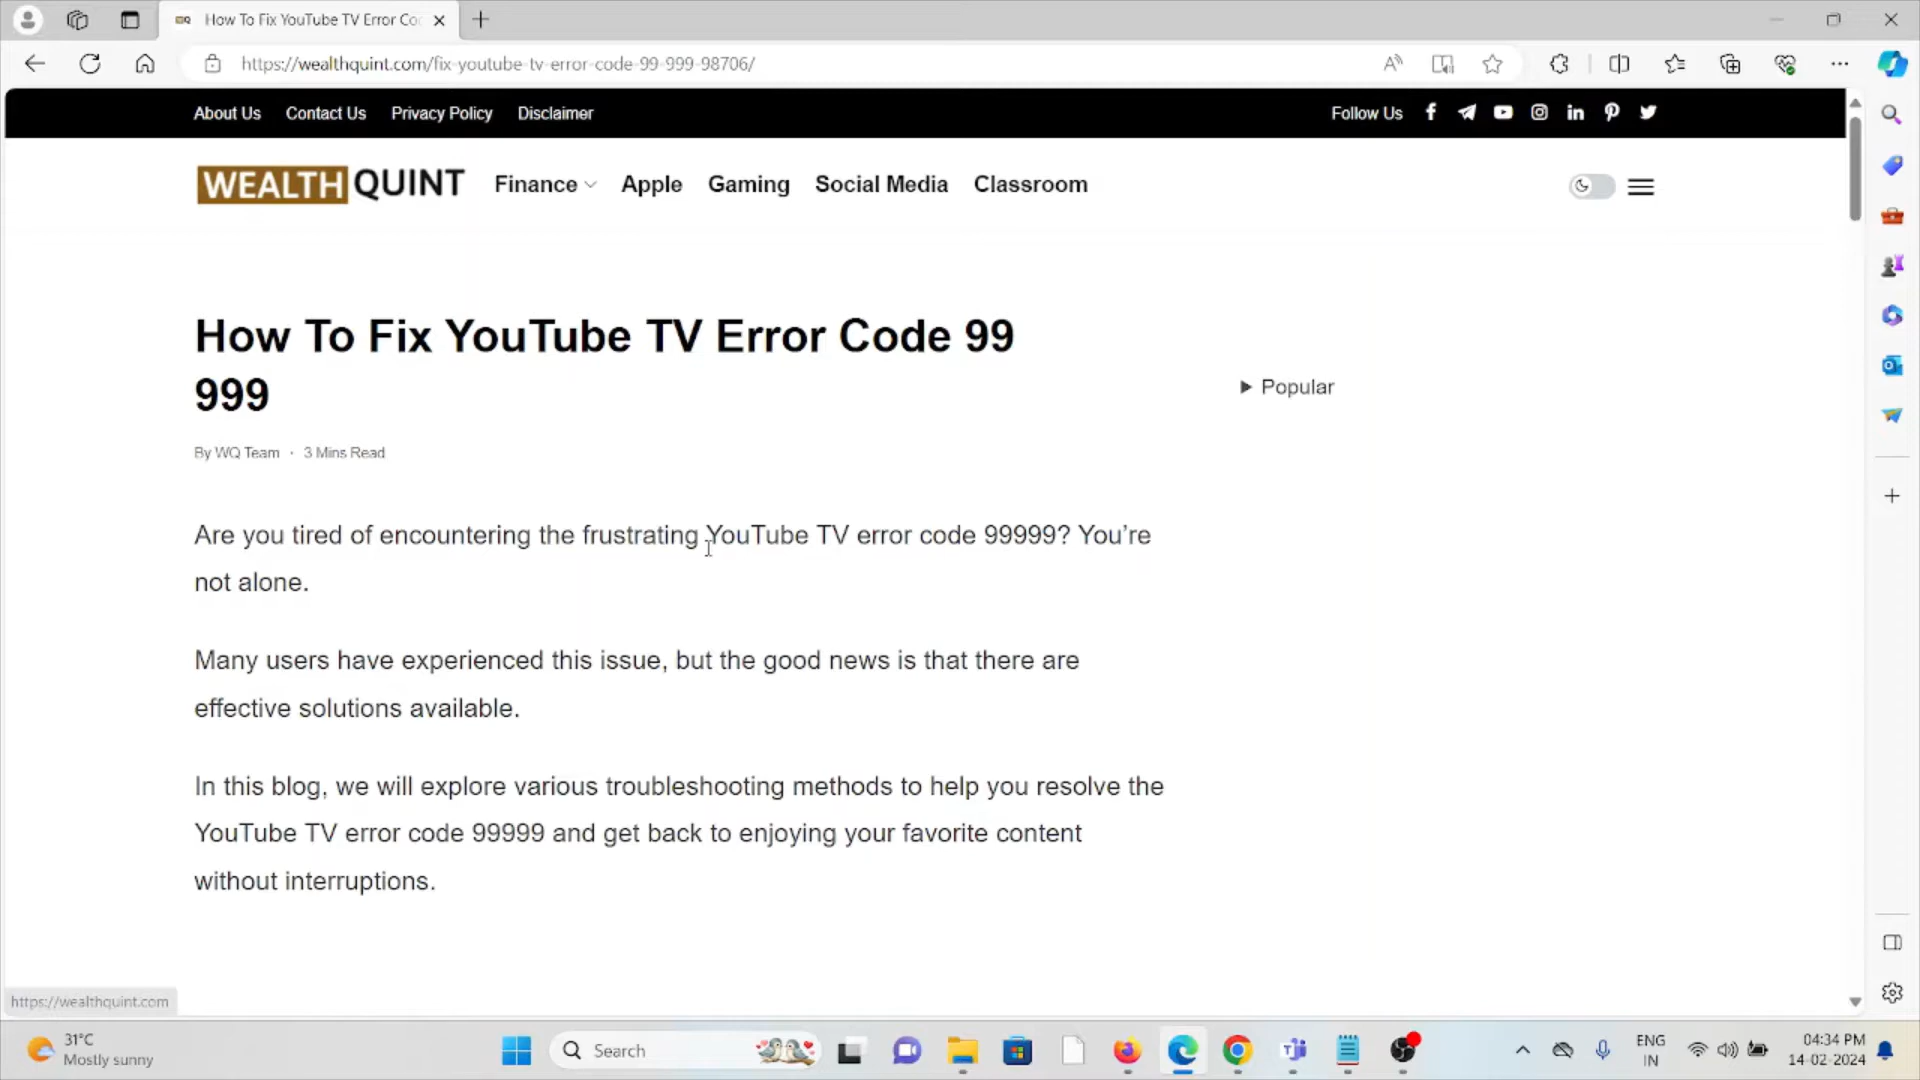 How To Fix YouTube TV Error Co
https://wealthquint.com/fix-youtube-tv-error-code-99-999-98706/
About Us Contact Us Privacy Policy Disclaimer Follow Us
WEALTH QUINT Finance Apple Gaming Social Media Classroom
How To Fix YouTube TV Error Code 99
999
Popular
By WQ Team · 3 Mins Read
Are you tired of encountering the frustrating YouTube TV error code 99999? You’re
not alone.
Many users have experienced this issue, but the good news is that there are
effective solutions available.
In this blog, we will explore various troubleshooting methods to help you resolve the
YouTube TV error code 99999 and get back to enjoying your favorite content
without interruptions.
https://wealthquint.com
31°C
Mostly sunny
Search
ENG
IN
04:34 PM
14-02-2024